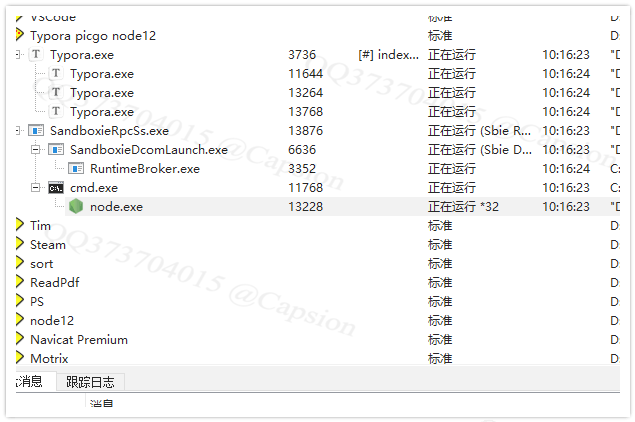 VSCode 标准
Typora picgo node12 标准
Typora.exe 3736 [#] index... 正在运行 10:16:23 "D
Typora.exe 11644 正在运行 10:16:24 "D
Typora.exe 13264 正在运行 10:16:24 "D
Typora.exe 13768 正在运行 10:16:24 "D
SandboxieRpcSs.exe 13876 正在运行 (Sbie R... 10:16:23 "D
SandboxieDcomLaunch.exe 6636 正在运行 (Sbie D... 10:16:23 "D
RuntimeBroker.exe 3352 正在运行 10:16:24 C:
cmd.exe 11768 正在运行 10:16:23 C:
node.exe 13228 正在运行 *32 10:16:23 "D
Tim 标准 D
Steam 标准 D
sort 标准 D
ReadPdf 标准 D
PS 标准 D
node12 标准 D
Navicat Premium 标准 D
Motrix 标准 D
消息 跟踪日志
消息
QQ373704015 @Capsion
QQ373704015 @Capsion